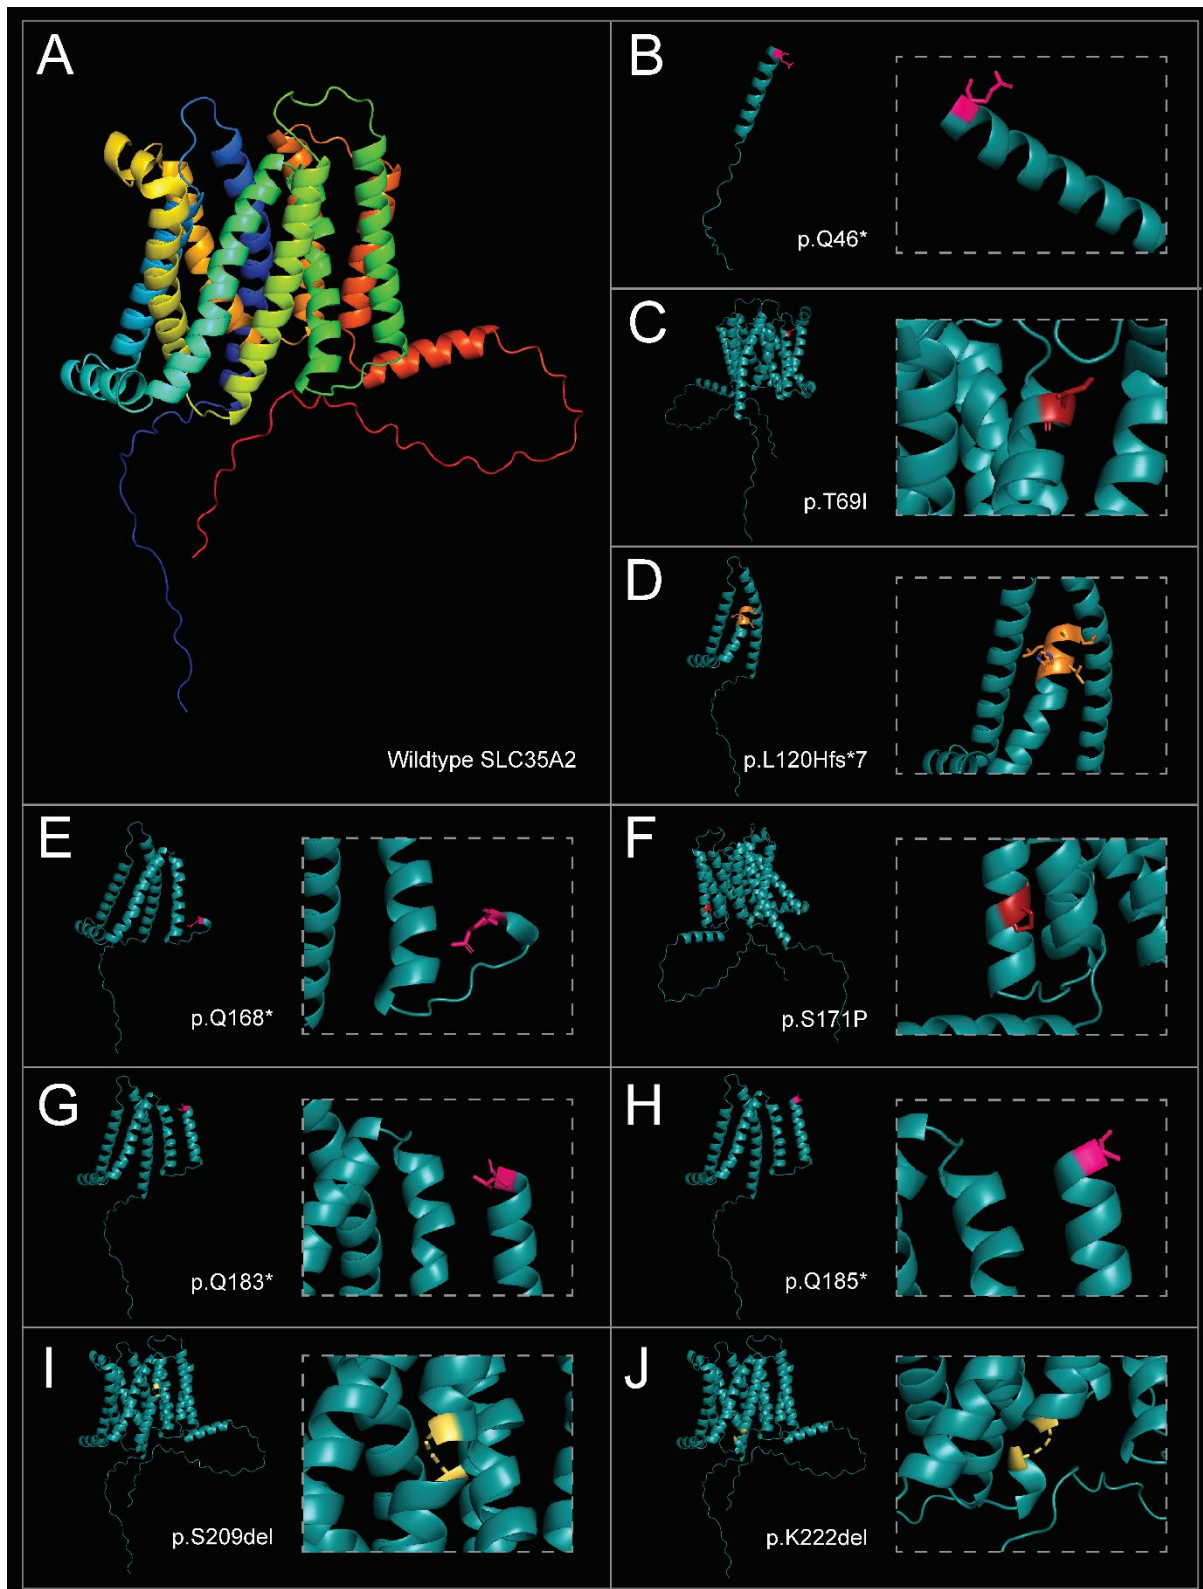 A
Wildtype SLC35A2
B
p.Q46*
C
p.T69I
D
p.L120Hfs*7
E
p.Q168*
F
p.S171P
G
p.Q183*
H
p.Q185*
I
p.S209del
J
p.K222del